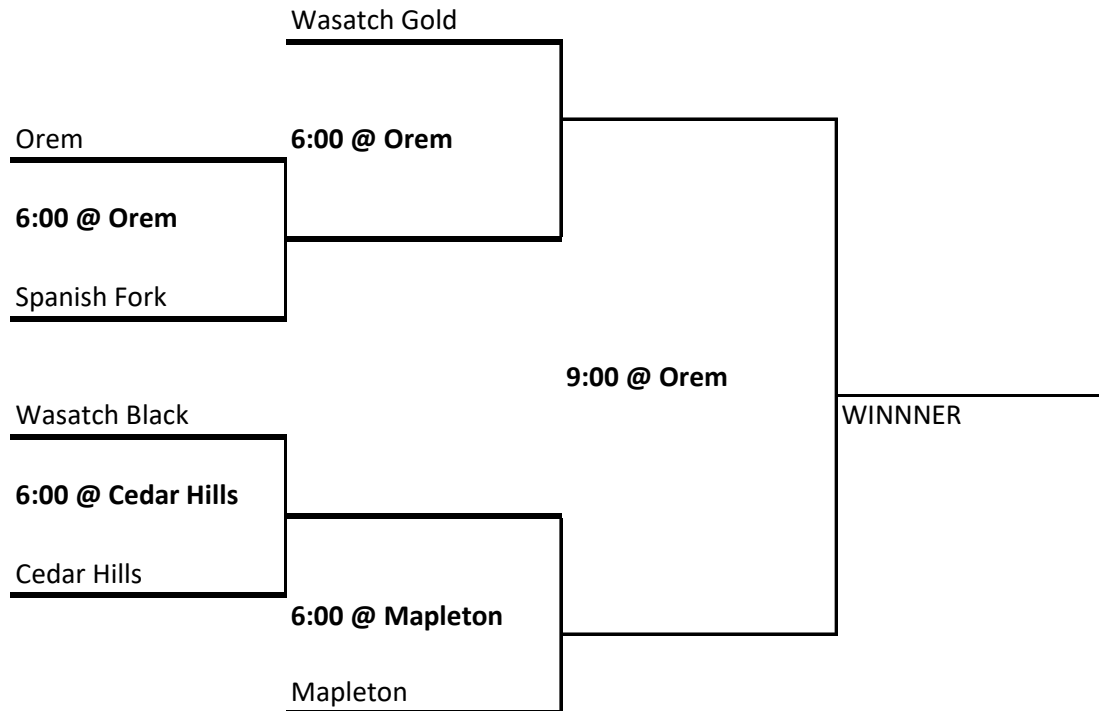 Wasatch Gold
Orem
6:00 @ Orem
6:00 @ Orem
Spanish Fork
9:00 @ Orem
Wasatch Black
WINNNER
6:00 @ Cedar Hills
Cedar Hills
6:00 @ Mapleton
Mapleton